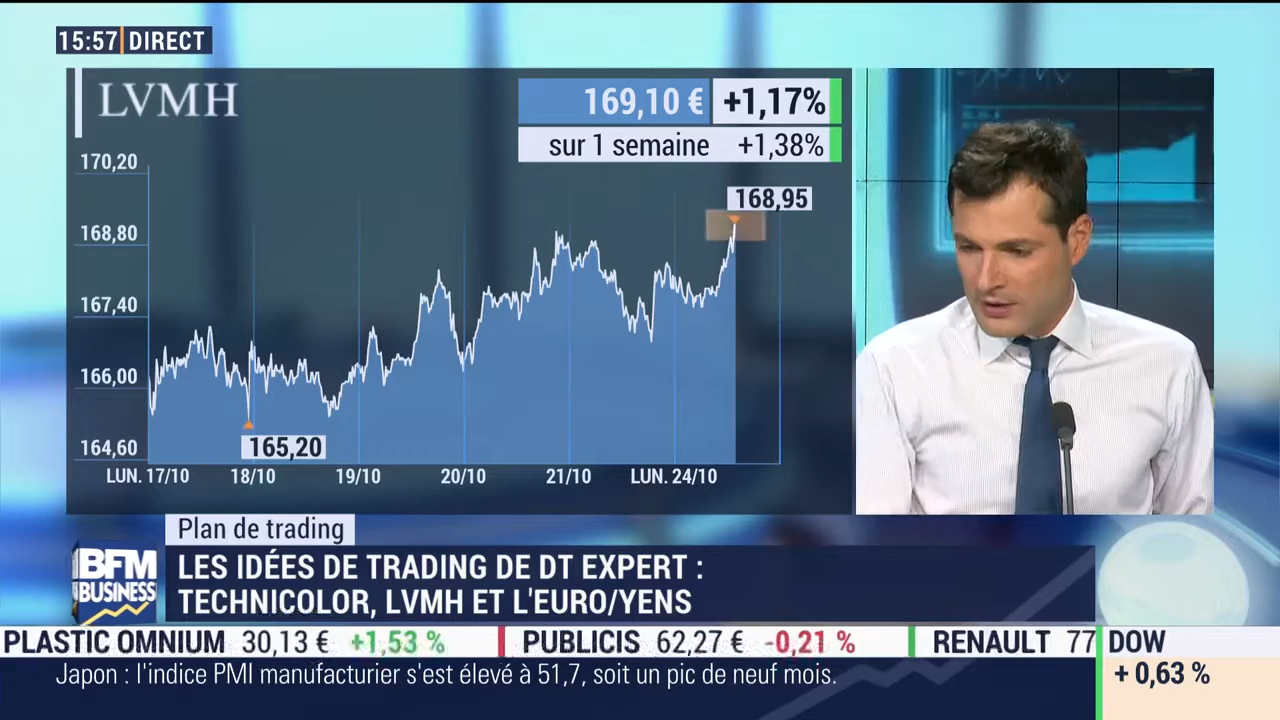 15:57 DIRECT
LVMH
169,10 € +1,17%
sur 1 semaine +1,38%
170,20
168,80
167,40
166,00
164,60
168,95
165,20
LUN. 17/10 18/10 19/10 20/10 21/10 LUN. 24/10
Plan de trading
BFM
BUSINESS
LES IDÉES DE TRADING DE DT EXPERT :
TECHNICOLOR, LVMH ET L'EURO/YENS
PLASTIC OMNIUM 30,13 € +1,53 % PUBLICIS 62,27 € -0,21 % RENAULT 77
DOW
+ 0,63 %
Japon : l'indice PMI manufacturier s'est élevé à 51,7, soit un pic de neuf mois.